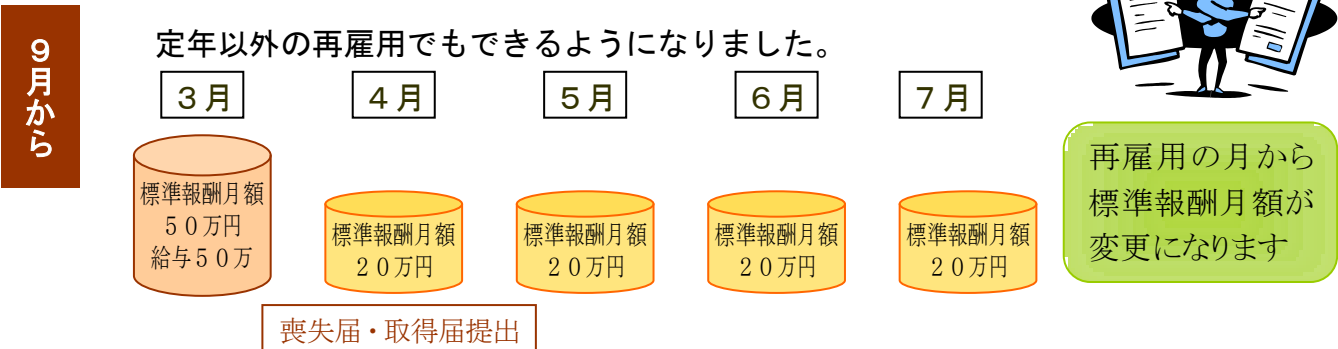 ９月から
定年以外の再雇用でもできるようになりました。
３月
４月
５月
６月
７月
標準報酬月額
５０万円
給与５０万
標準報酬月額
２０万円
標準報酬月額
２０万円
標準報酬月額
２０万円
標準報酬月額
２０万円
再雇用の月から
標準報酬月額が
変更になります
喪失届・取得届提出